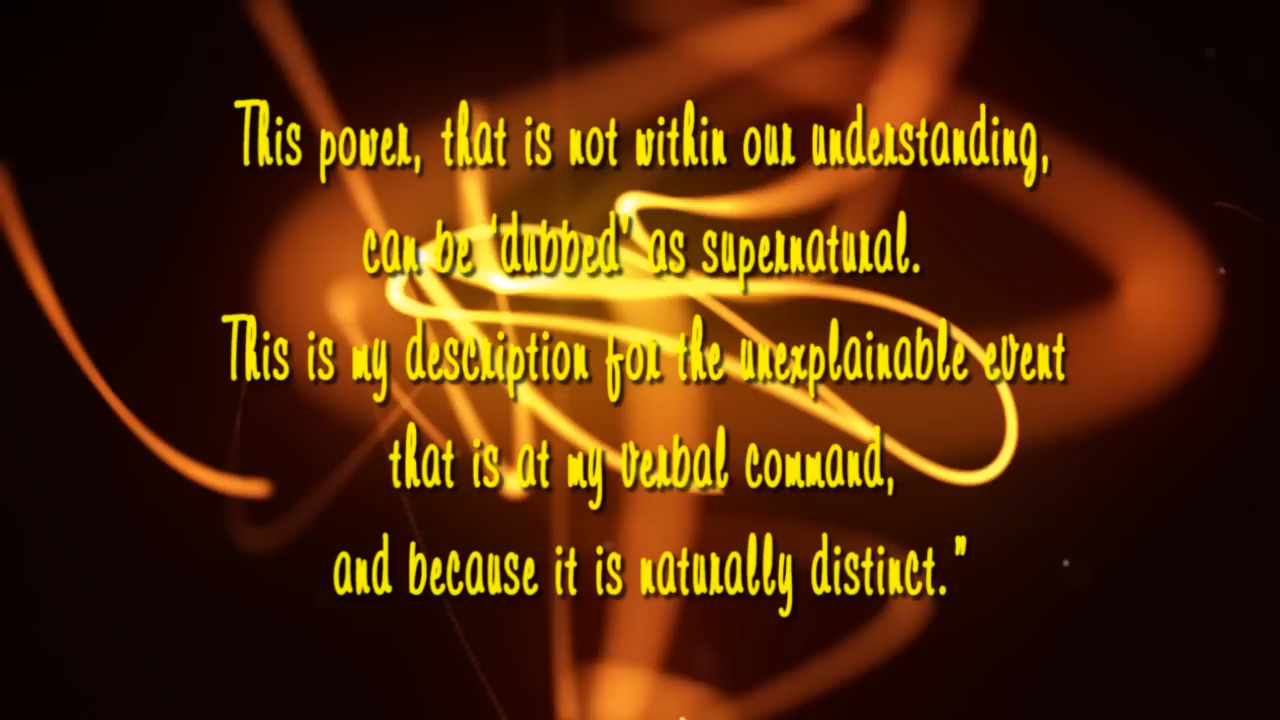 This power, that is not within our understanding,
can be 'dubbed' as supernatural.
This is my description for the unexplainable event
that is at my verbal command,
and because it is naturally distinct."